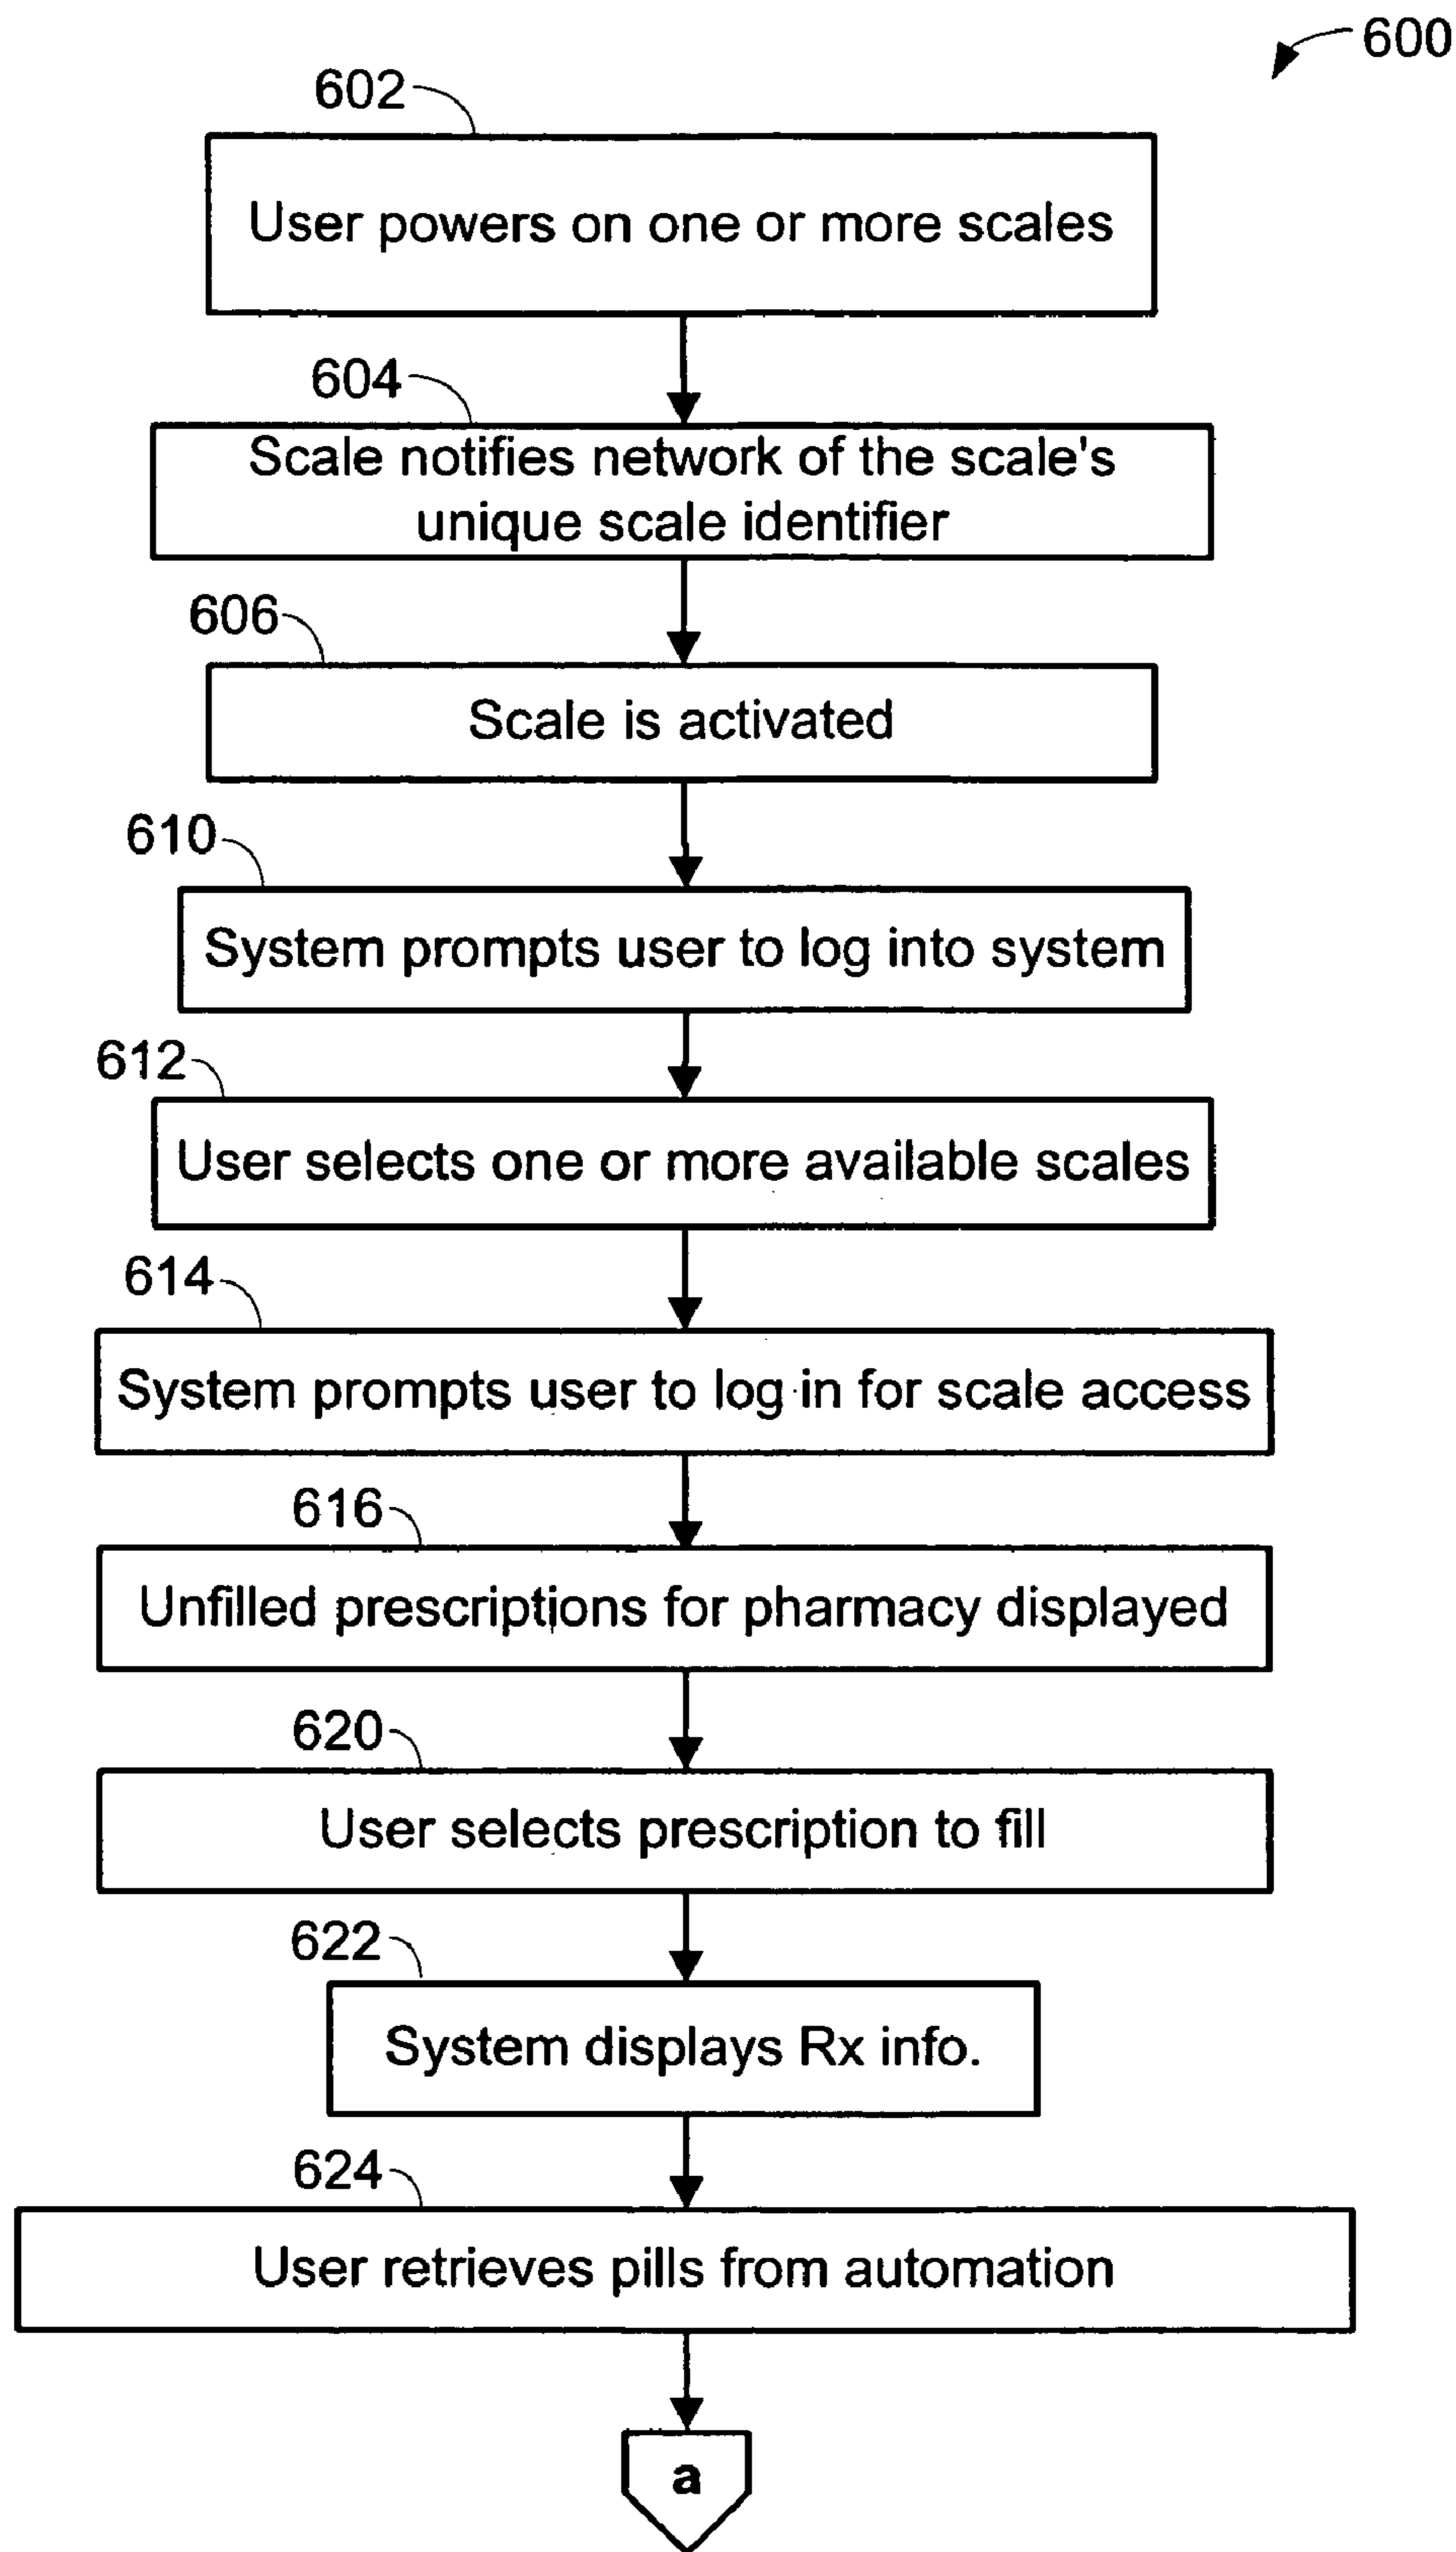 600
602
User powers on one or more scales
604
Scale notifies network of the scale's
unique scale identifier
606
Scale is activated
610
System prompts user to log into system
612
User selects one or more available scales
614
System prompts user to log in for scale access
616
Unfilled prescriptions for pharmacy displayed
620
User selects prescription to fill
622
System displays Rx info.
624
User retrieves pills from automation
a